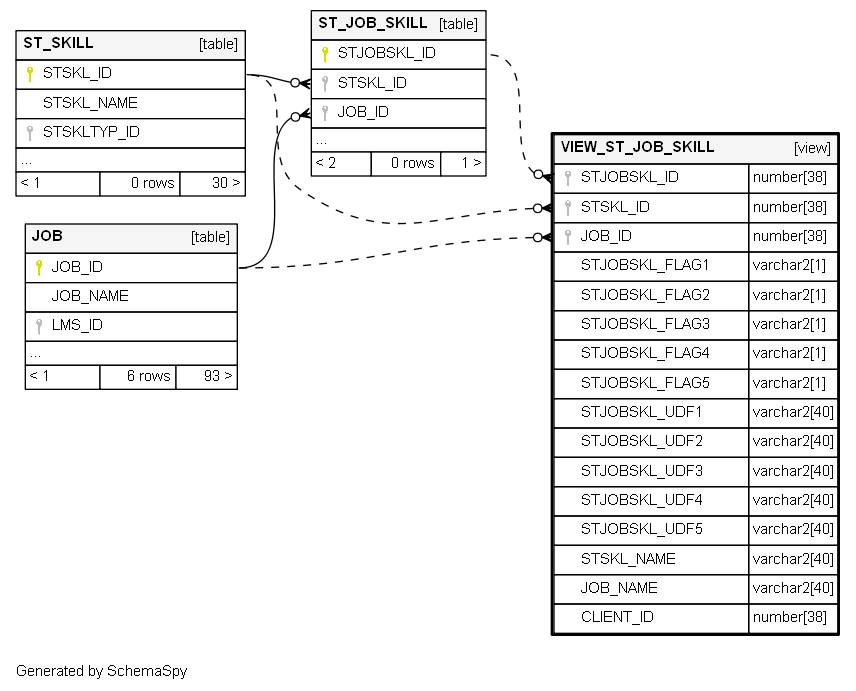 ST_SKILL [table]
STSKL_ID
STSKL_NAME
STSKLTYP_ID
...
< 1 0 rows 30 >
ST_JOB_SKILL [table]
STJOBSKL_ID
STSKL_ID
JOB_ID
...
< 2 0 rows 1 >
JOB [table]
JOB_ID
JOB_NAME
LMS_ID
...
< 1 6 rows 93 >
VIEW_ST_JOB_SKILL [view]
STJOBSKL_ID number[38]
STSKL_ID number[38]
JOB_ID number[38]
STJOBSKL_FLAG1 varchar2[1]
STJOBSKL_FLAG2 varchar2[1]
STJOBSKL_FLAG3 varchar2[1]
STJOBSKL_FLAG4 varchar2[1]
STJOBSKL_FLAG5 varchar2[1]
STJOBSKL_UDF1 varchar2[40]
STJOBSKL_UDF2 varchar2[40]
STJOBSKL_UDF3 varchar2[40]
STJOBSKL_UDF4 varchar2[40]
STJOBSKL_UDF5 varchar2[40]
STSKL_NAME varchar2[40]
JOB_NAME varchar2[40]
CLIENT_ID number[38]
Generated by SchemaSpy